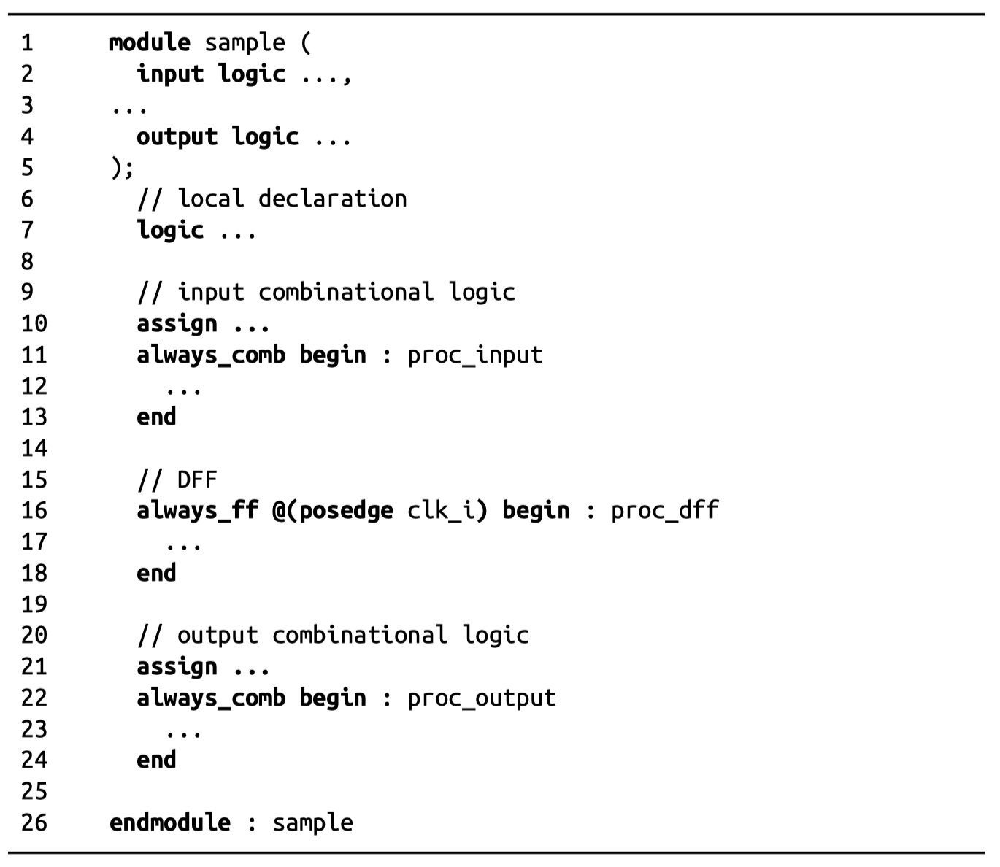 1 module sample (
2 input logic ...,
3 ...
4 output logic ...
5 );
6 // local declaration
7 logic ...
8
9 // input combinational logic
10 assign ...
11 always_comb begin : proc_input
12 ...
13 end
14
15 // DFF
16 always_ff @(posedge clk_i) begin : proc_dff
17 ...
18 end
19
20 // output combinational logic
21 assign ...
22 always_comb begin : proc_output
23 ...
24 end
25
26 endmodule : sample